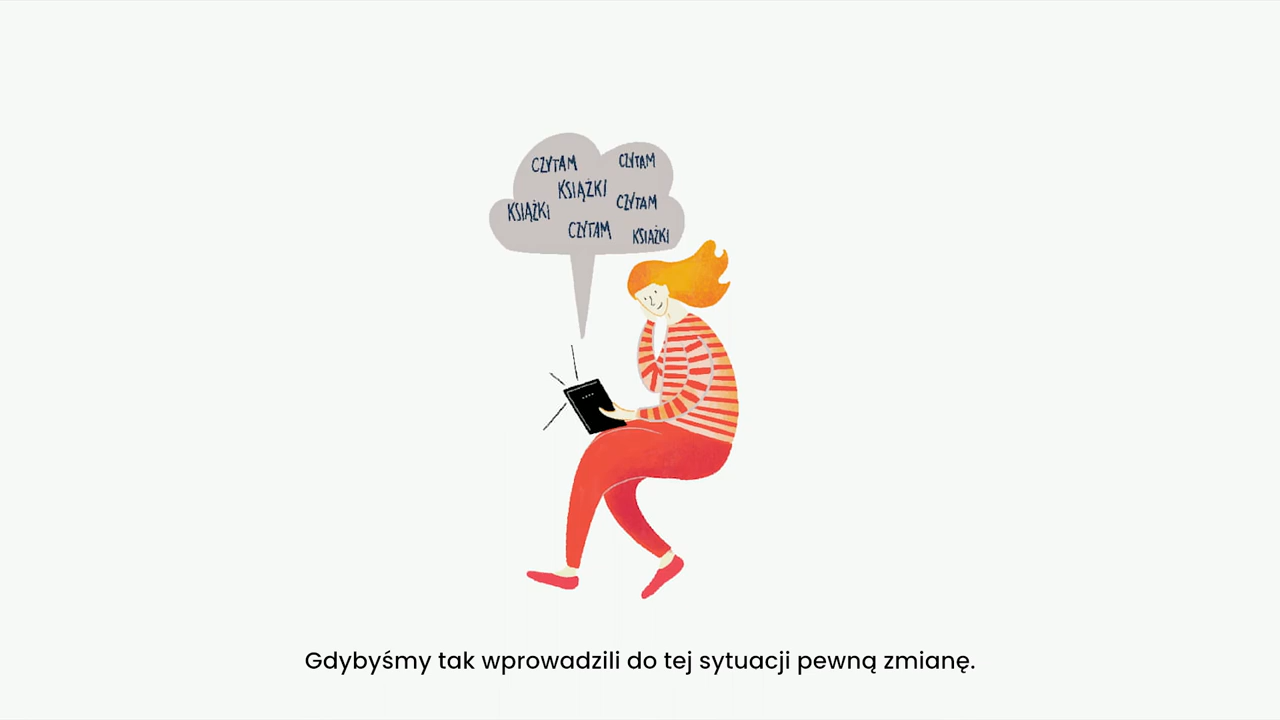 CZYTAM CZYTAM
KSIĄŻKI
KSIĄŻKI CZYTAM
CZYTAM KSIĄŻKI
Gdybyśmy tak wprowadzili do tej sytuacji pewną zmianę.